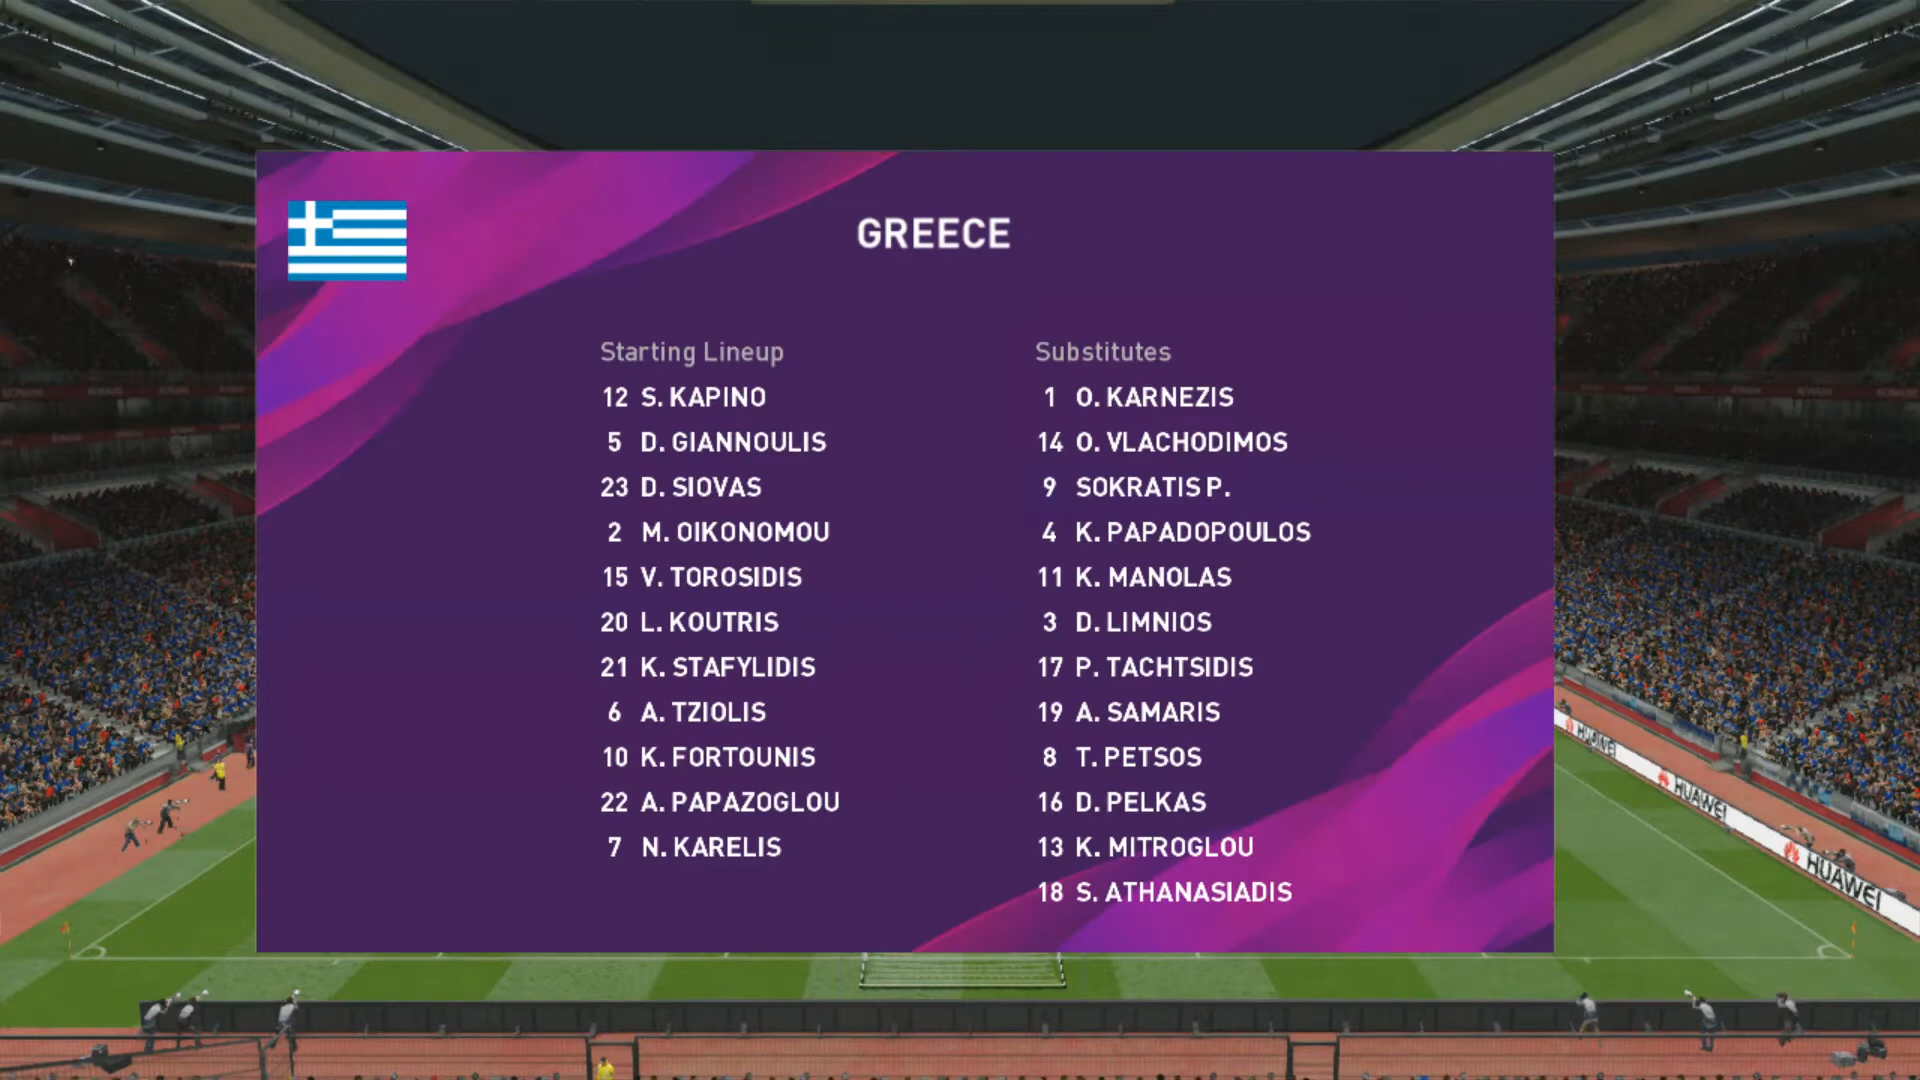 GREECE
Starting Lineup
12 S. KAPINO
5 D. GIANNOULIS
23 D. SIOVAS
2 M. OIKONOMOU
15 V. TOROSIDIS
20 L. KOUTRIS
21 K. STAFYLIDIS
6 A. TZIOLIS
10 K. FORTOUNIS
22 A. PAPAZOGLOU
7 N. KARELIS
Substitutes
1 O. KARNEZIS
14 O. VLACHODIMOS
9 SOKRATIS P.
4 K. PAPADOPOULOS
11 K. MANOLAS
3 D. LIMNIOS
17 P. TACHTSIDIS
19 A. SAMARIS
8 T. PETSOS
16 D. PELKAS
13 K. MITROGLOU
18 S. ATHANASIADIS
HUAWEI
HUAWEI
HUAWEI